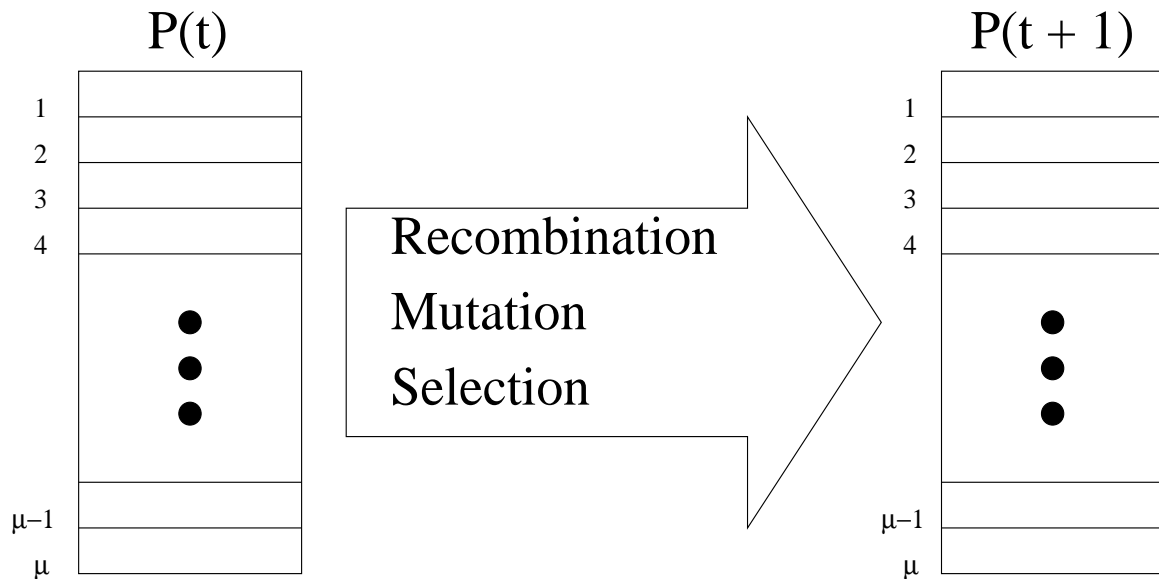 P(t)
1
2
3
4
μ–1
μ
Recombination
Mutation
Selection
P(t + 1)
1
2
3
4
μ–1
μ